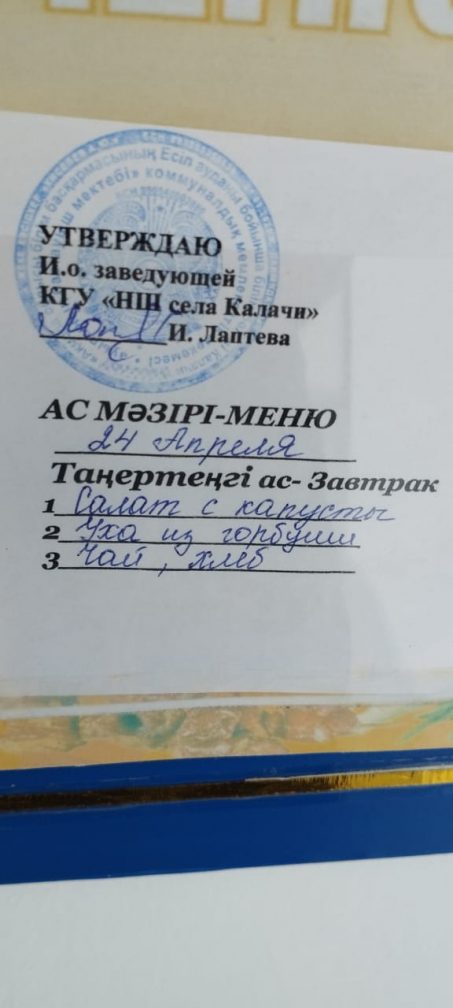 УТВЕРЖДАЮ
И.о. заведующей
КГУ «НШ села Калачи»
И. Лаптева
АС МӘЗІРІ-МЕНЮ
24 Апреля
Таңертеңгі ас- Завтрак
1 Салат с капусты
2 Уха из горбуши
3 Чай, хлеб